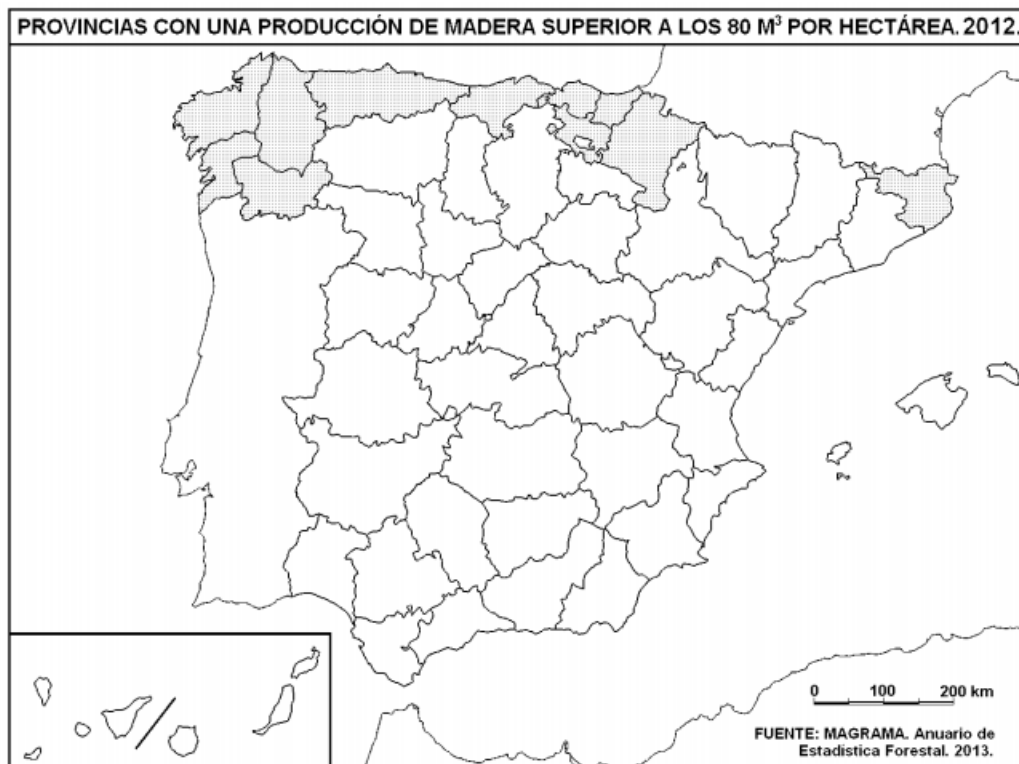 PROVINCIAS CON UNA PRODUCCIÓN DE MADERA SUPERIOR A LOS 80 M³ POR HECTÁREA. 2012.
0 100 200 km
FUENTE: MAGRAMA. Anuario de
Estadística Forestal. 2013.